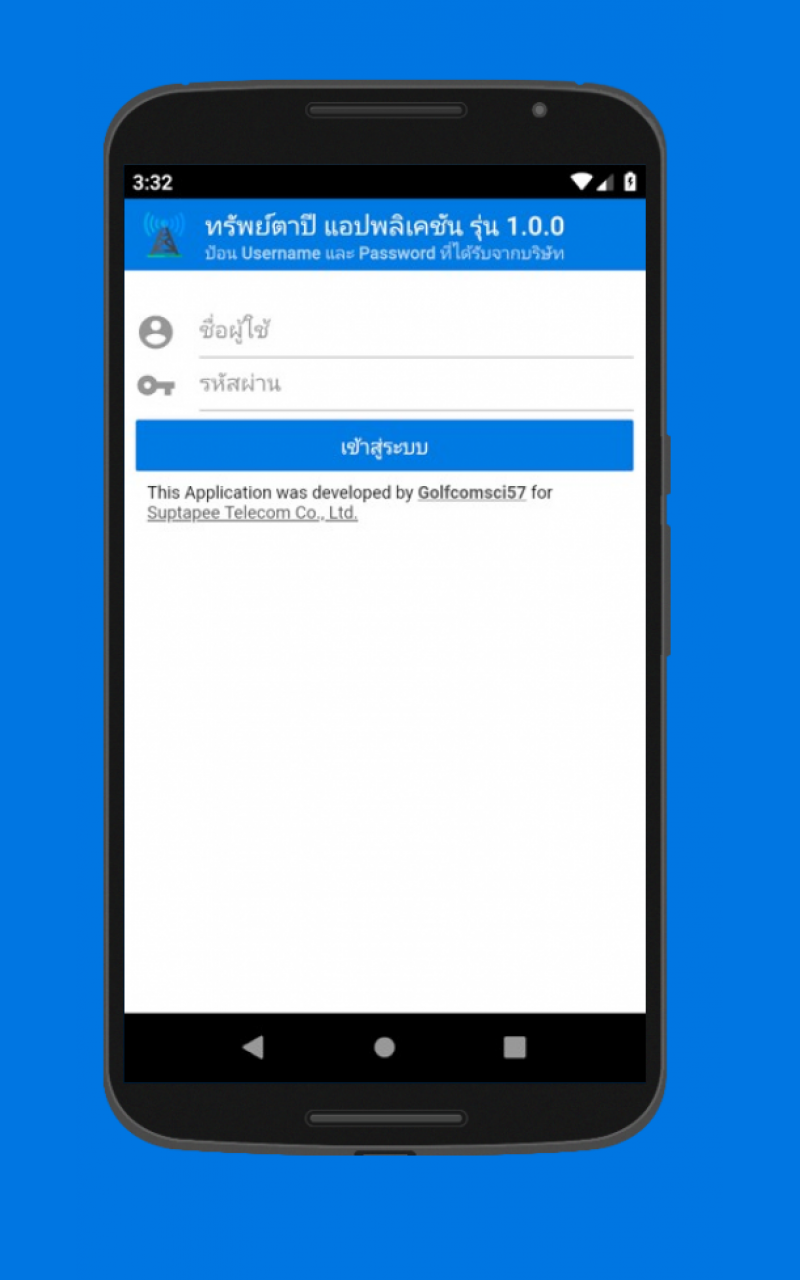 3:32
ทรัพย์ตาปี แอปพลิเคชัน รุ่น 1.0.0
ป้อน Username และ Password ที่ได้รับจากบริษัท
ชื่อผู้ใช้
รหัสผ่าน
เข้าสู่ระบบ
This Application was developed by Golfcomsci57 for
Suptapee Telecom Co., Ltd.